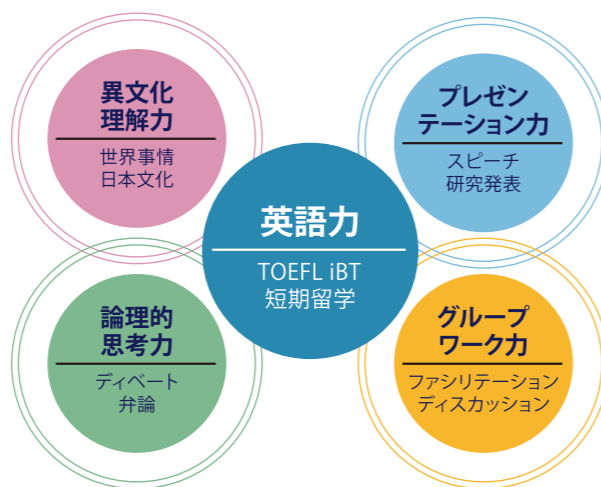 異文化
理解力
世界事情
日本文化
プレゼン
テーション力
スピーチ
研究発表
英語力
TOEFL iBT
短期留学
論理的
思考力
ディベート
弁論
グループ
ワーク力
ファシリテーション
ディスカッション